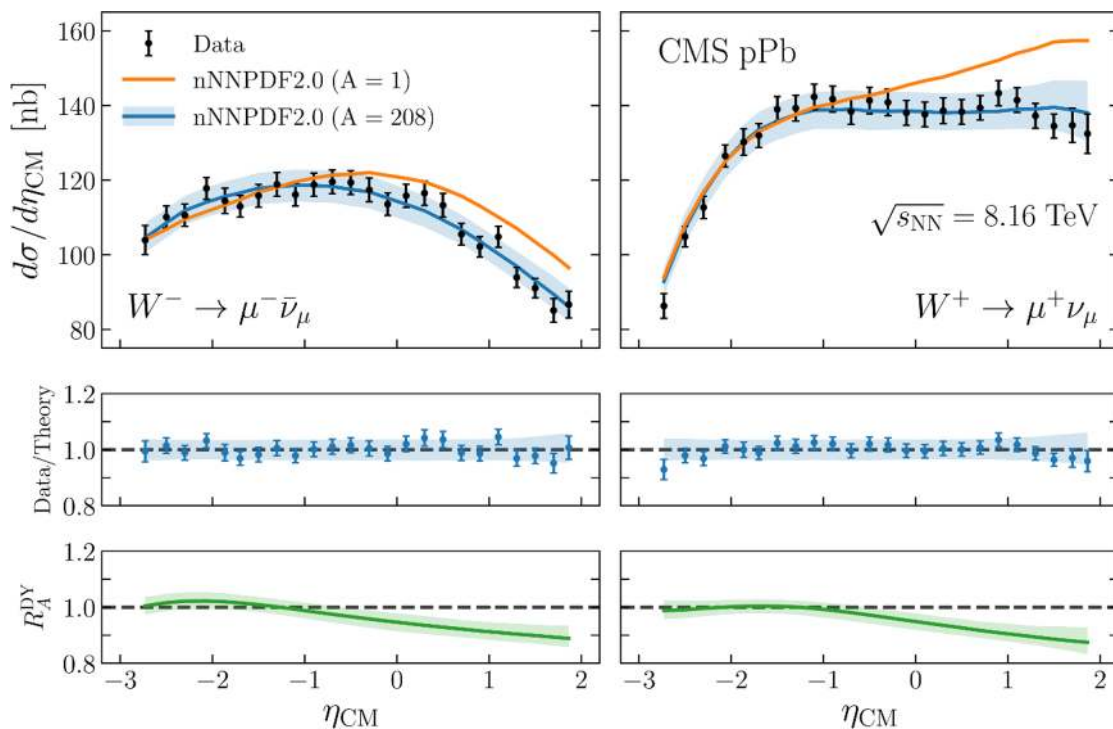 dσ/dη_CM [nb]
160
140
120
100
80
Data
nNNPDF2.0 (A = 1)
nNNPDF2.0 (A = 208)
W⁻ → μ⁻ν̄_μ
CMS pPb
√s_NN = 8.16 TeV
W⁺ → μ⁺ν_μ
Data/Theory
1.2
1.0
0.8
R_A^DY
1.2
1.0
0.8
−3 −2 −1 0 1 2
−3 −2 −1 0 1 2
η_CM
η_CM